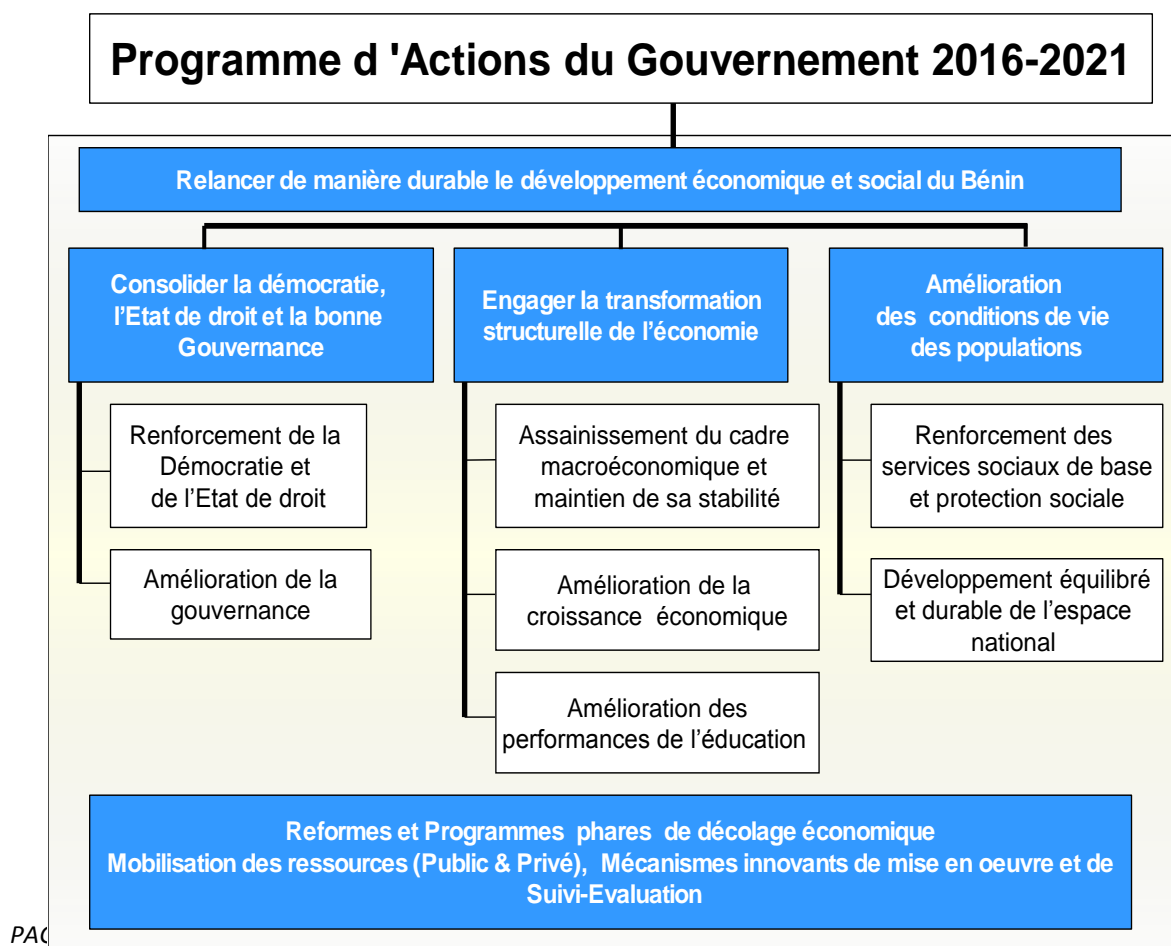 Programme d 'Actions du Gouvernement 2016-2021
Relancer de manière durable le développement économique et social du Bénin
Consolider la démocratie,
l'Etat de droit et la bonne
Gouvernance
Renforcement de la
Démocratie et
de l'Etat de droit
Amélioration de la
gouvernance
Engager la transformation
structurelle de l'économie
Assainissement du cadre
macroéconomique et
maintien de sa stabilité
Amélioration de la
croissance économique
Amélioration des
performances de l'éducation
Amélioration
des conditions de vie
des populations
Renforcement des
services sociaux de base
et protection sociale
Développement équilibré
et durable de l'espace
national
Reformes et Programmes phares de décolage économique
Mobilisation des ressources (Public & Privé), Mécanismes innovants de mise en oeuvre et de
Suivi-Evaluation